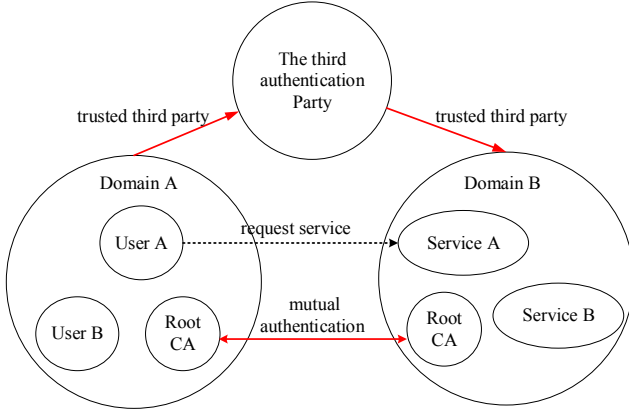 The third
authentication
Party
trusted third party
trusted third party
Domain A
Domain B
User A
request service
Service A
User B
Root
CA
mutual
authentication
Root
CA
Service B